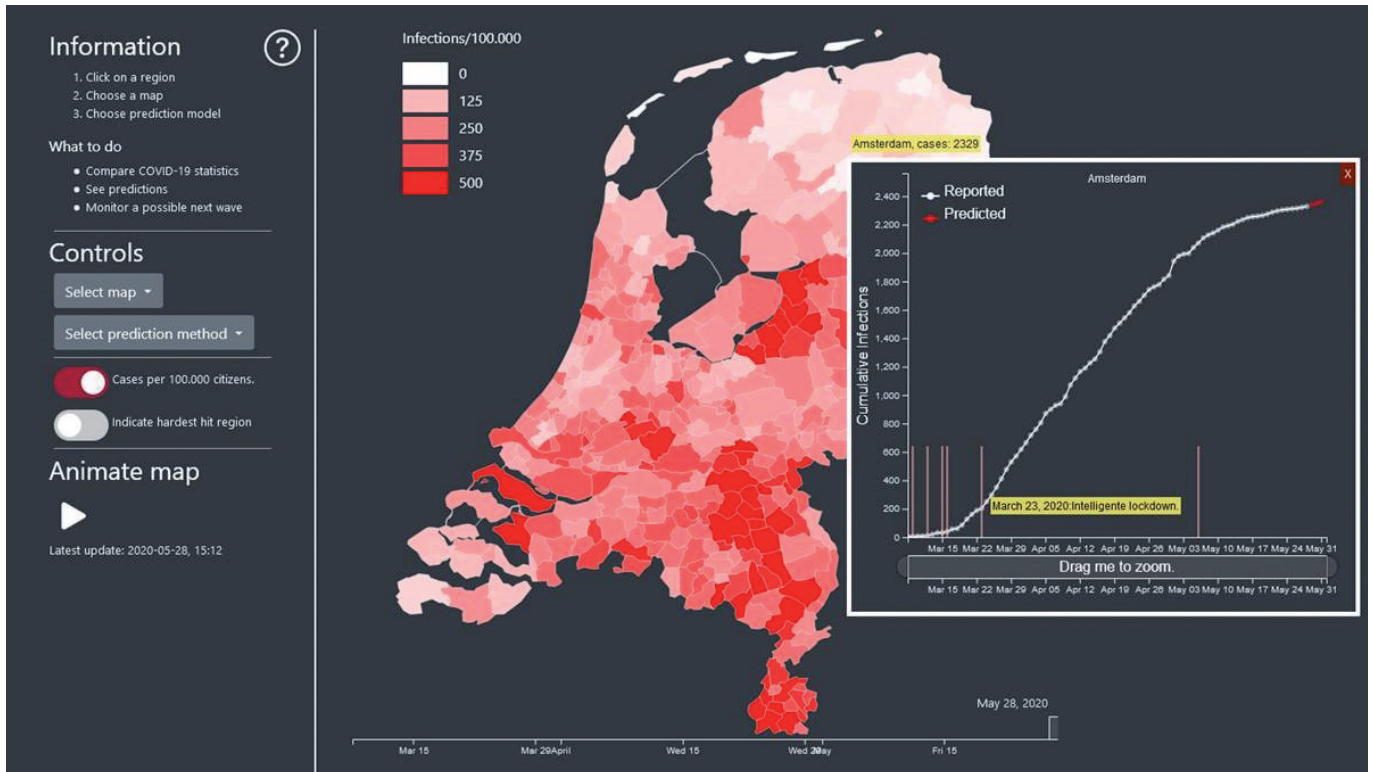 Information
?
1. Click on a region
2. Choose a map
3. Choose prediction model
What to do
• Compare COVID-19 statistics
• See predictions
• Monitor a possible next wave
Controls
Select map
Select prediction method
Cases per 100.000 citizens.
Indicate hardest hit region
Animate map
Latest update: 2020-05-28, 15:12
Infections/100.000
0
125
250
375
500
Amsterdam, cases: 2329
Amsterdam
X
Reported
Predicted
Cumulative Infections
2,400
2,200
2,000
1,800
1,600
1,400
1,200
1,000
800
600
400
200
0
March 23, 2020:Intelligente lockdown.
Mar 15 Mar 22 Mar 29 Apr 05 Apr 12 Apr 19 Apr 26 May 03 May 10 May 17 May 24 May 31
Drag me to zoom.
Mar 15 Mar 22 Mar 29 Apr 05 Apr 12 Apr 19 Apr 26 May 03 May 10 May 17 May 24 May 31
May 28, 2020
Mar 15 Mar 29 April Wed 15 Wed May Fri 15